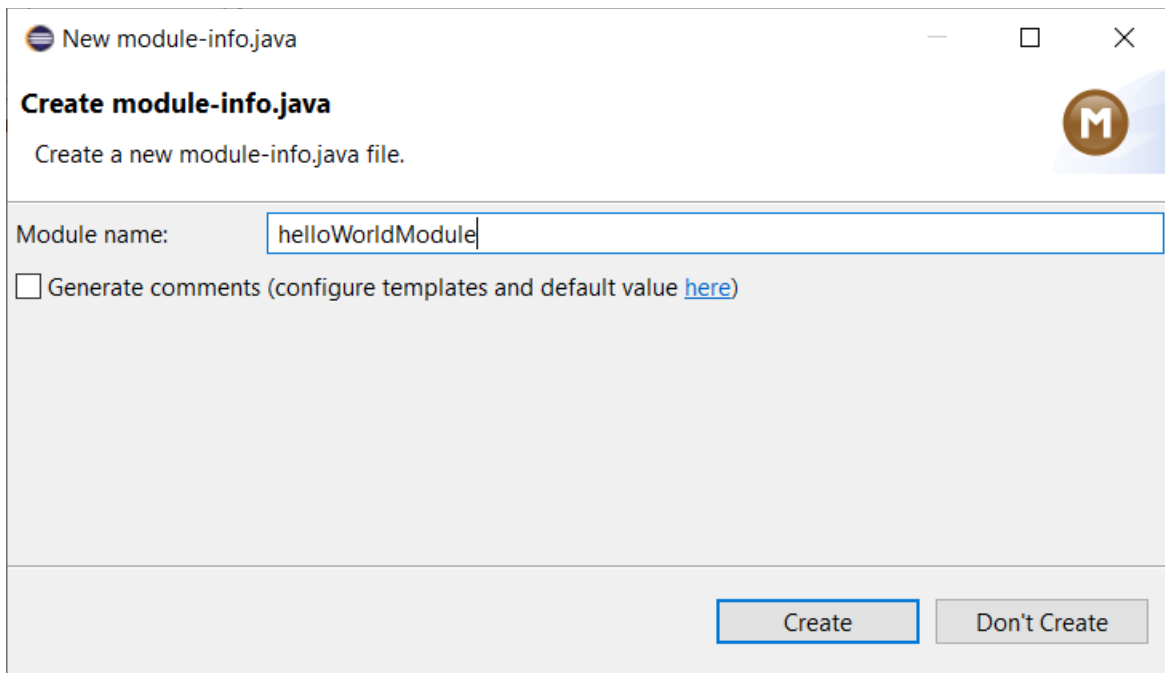 New module-info.java
Create module-info.java
M
Create a new module-info.java file.
Module name: helloWorldModule
Generate comments (configure templates and default value here)
Create Don't Create